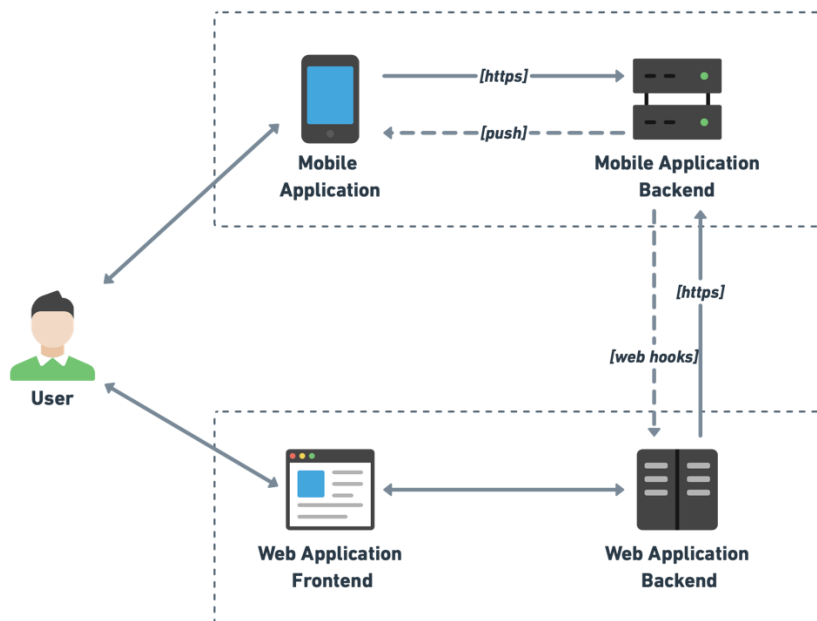 [https]
[push]
Mobile
Application
Mobile Application
Backend
[https]
[web hooks]
User
Web Application
Frontend
Web Application
Backend